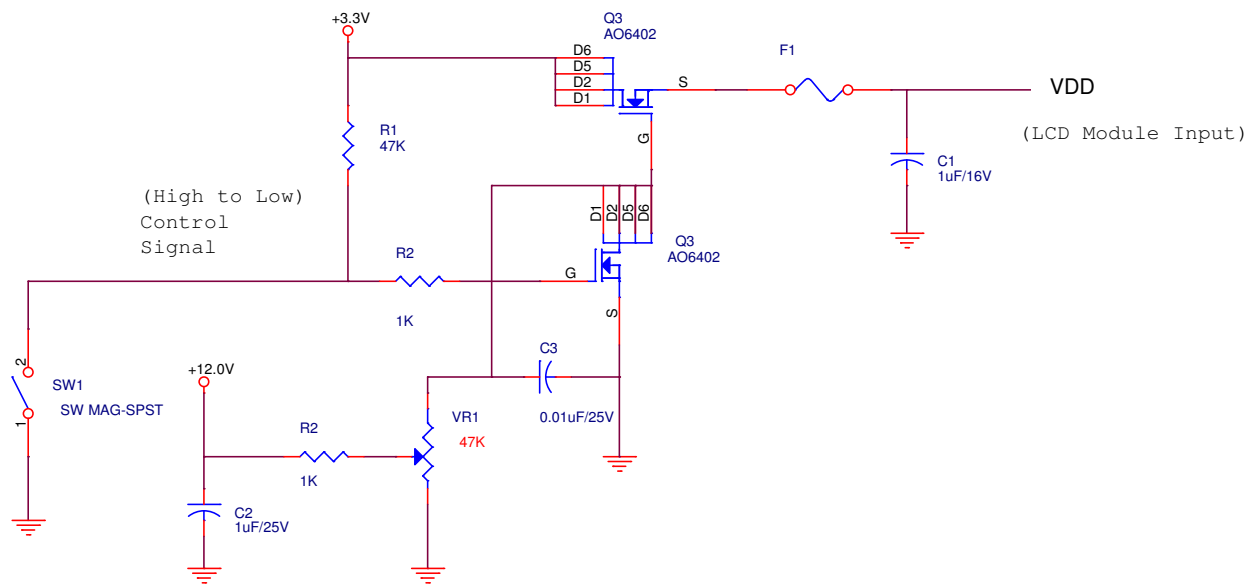 +3.3V
Q3
AO6402
D6
D5
D2
D1
S
G
F1
VDD
(LCD Module Input)
C1
1uF/16V
R1
47K
(High to Low)
Control
Signal
D1
D2
D5
D6
Q3
AO6402
G
S
R2
1K
2
1
SW1
SW MAG-SPST
+12.0V
C3
0.01uF/25V
VR1
47K
R2
1K
C2
1uF/25V